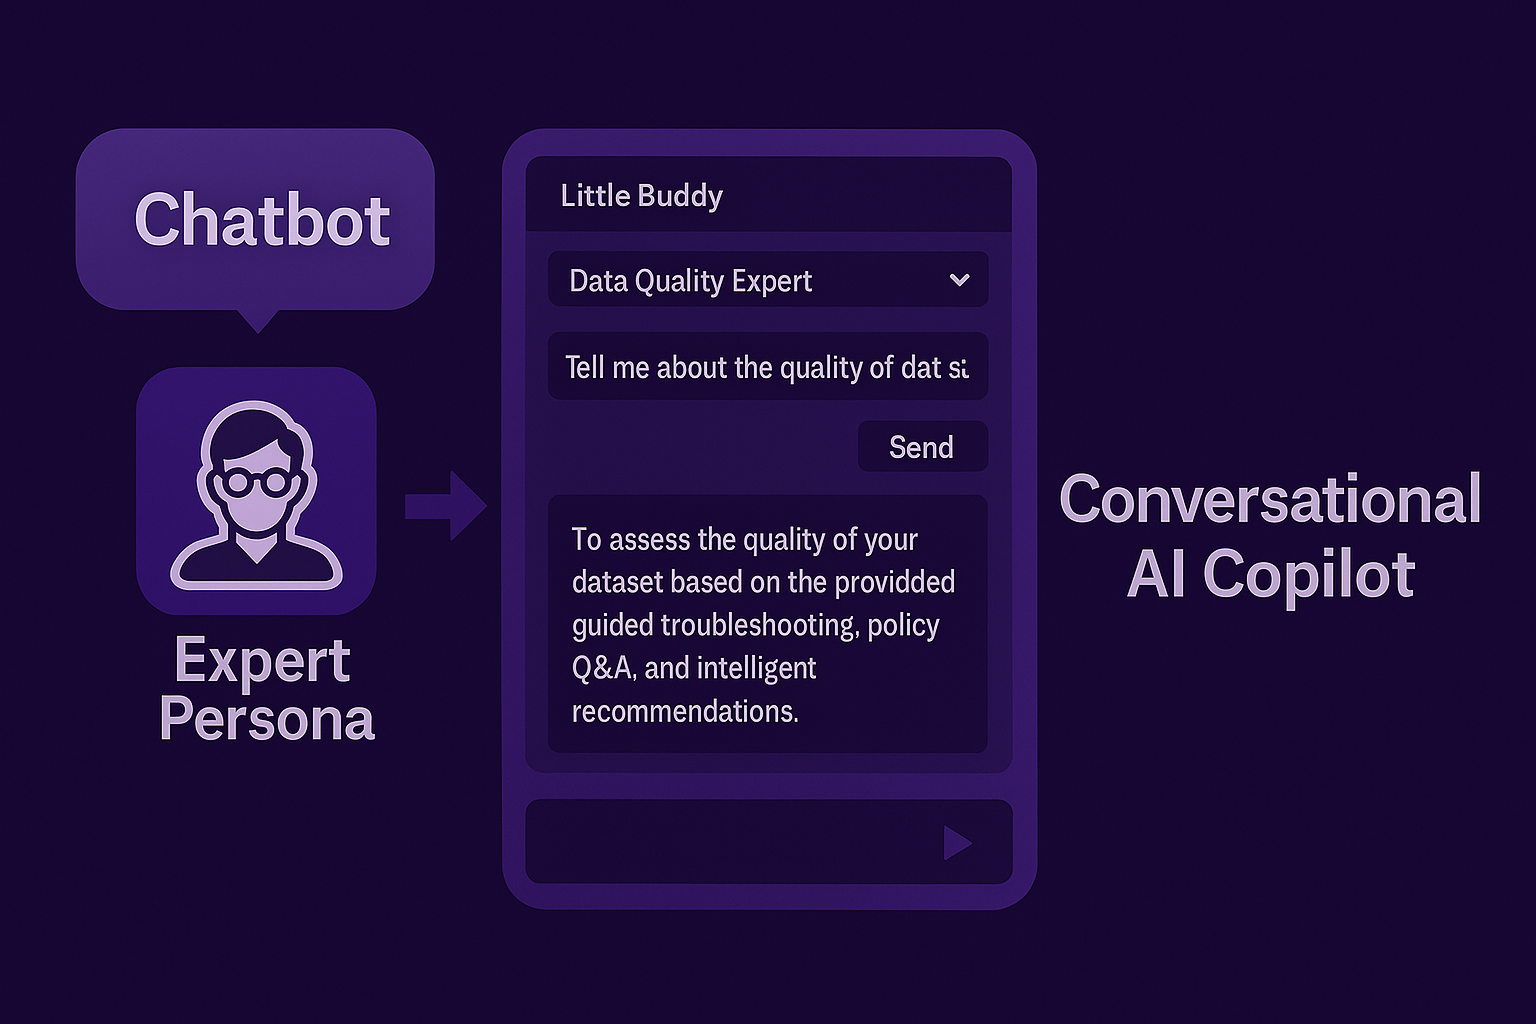 Chatbot
Expert
Persona
Little Buddy
Data Quality Expert
Tell me about the quality of dat si
Send
To assess the quality of your
dataset based on the providded
guided troubleshooting, policy
Q&A, and intelligent
recommendations.
Conversational
AI Copilot